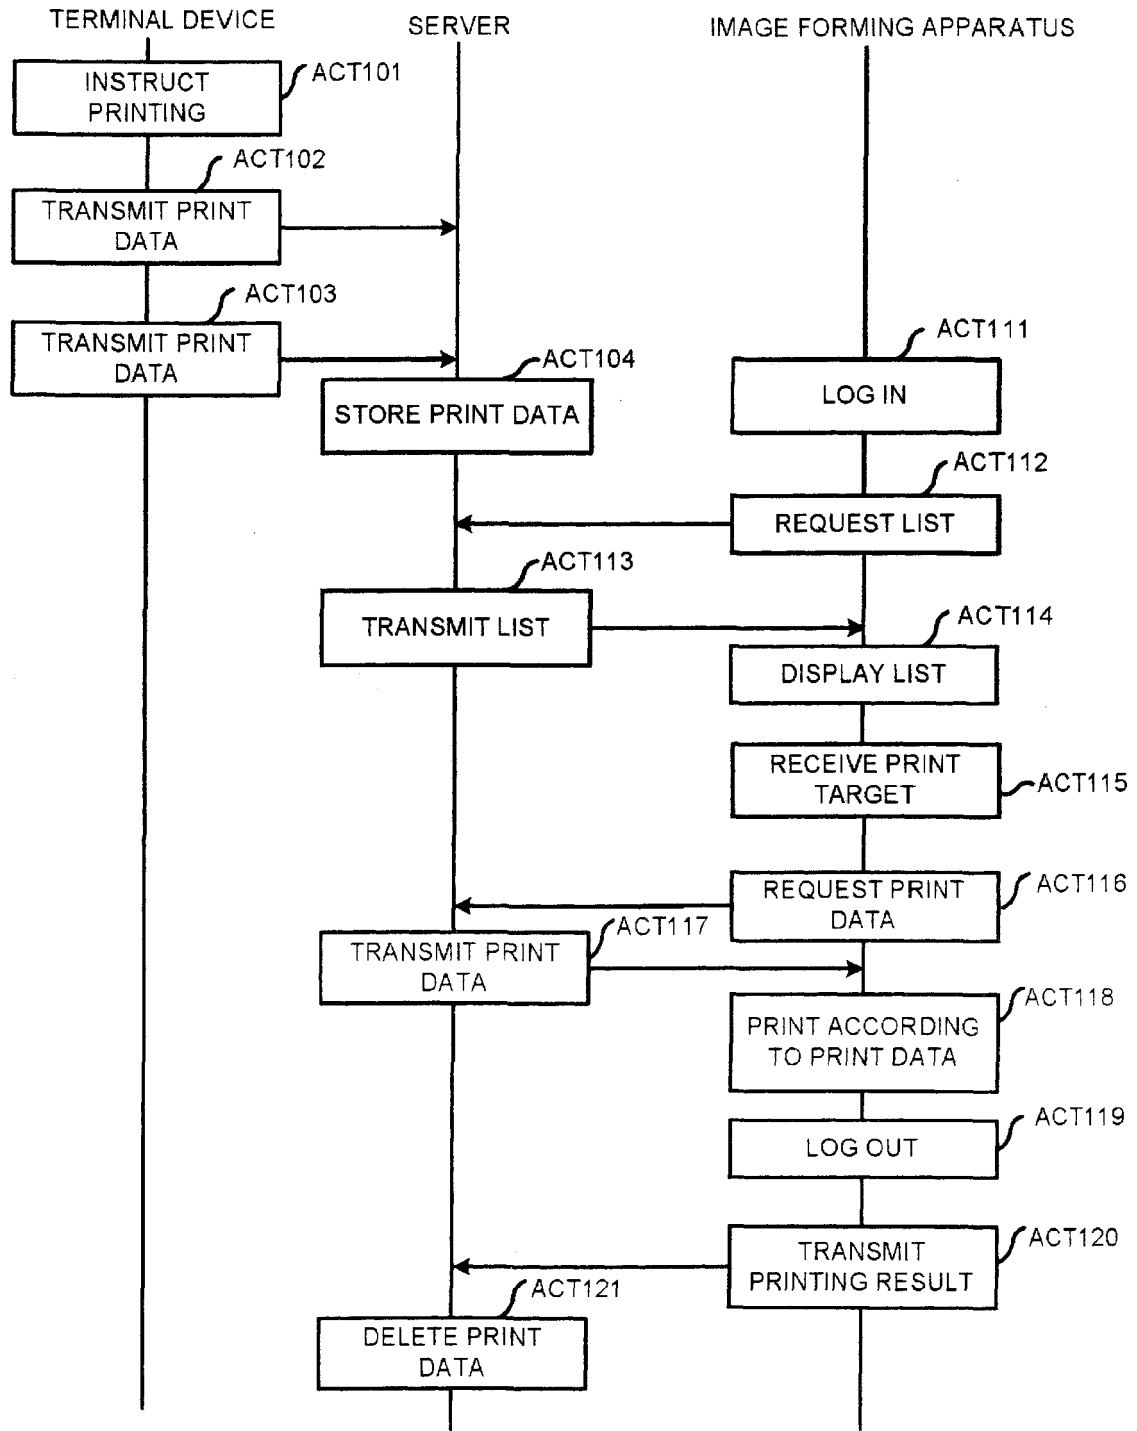 TERMINAL DEVICE
SERVER
IMAGE FORMING APPARATUS
INSTRUCT
PRINTING
ACT101
ACT102
TRANSMIT PRINT
DATA
ACT103
TRANSMIT PRINT
DATA
ACT104
STORE PRINT DATA
ACT111
LOG IN
ACT112
REQUEST LIST
ACT113
TRANSMIT LIST
ACT114
DISPLAY LIST
RECEIVE PRINT
TARGET
ACT115
REQUEST PRINT
DATA
ACT116
ACT117
TRANSMIT PRINT
DATA
ACT118
PRINT ACCORDING
TO PRINT DATA
ACT119
LOG OUT
ACT120
TRANSMIT
PRINTING RESULT
ACT121
DELETE PRINT
DATA